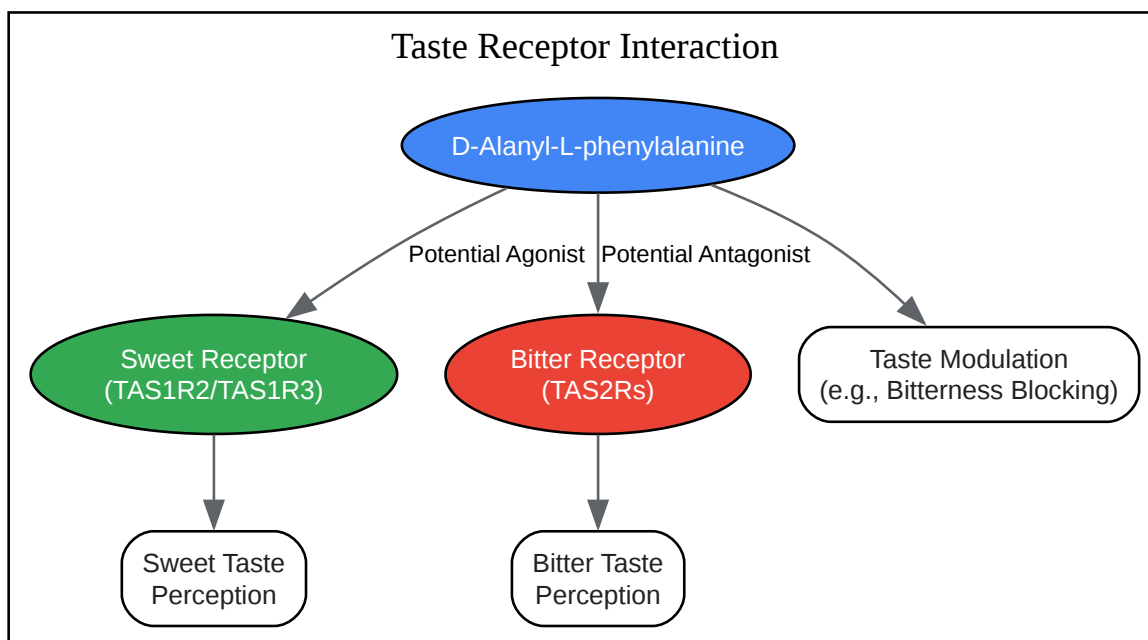 Taste Receptor Interaction
D-Alanyl-L-phenylalanine
Potential Agonist
Potential Antagonist
Sweet Receptor
(TAS1R2/TAS1R3)
Bitter Receptor
(TAS2Rs)
Taste Modulation
(e.g., Bitterness Blocking)
Sweet Taste
Perception
Bitter Taste
Perception